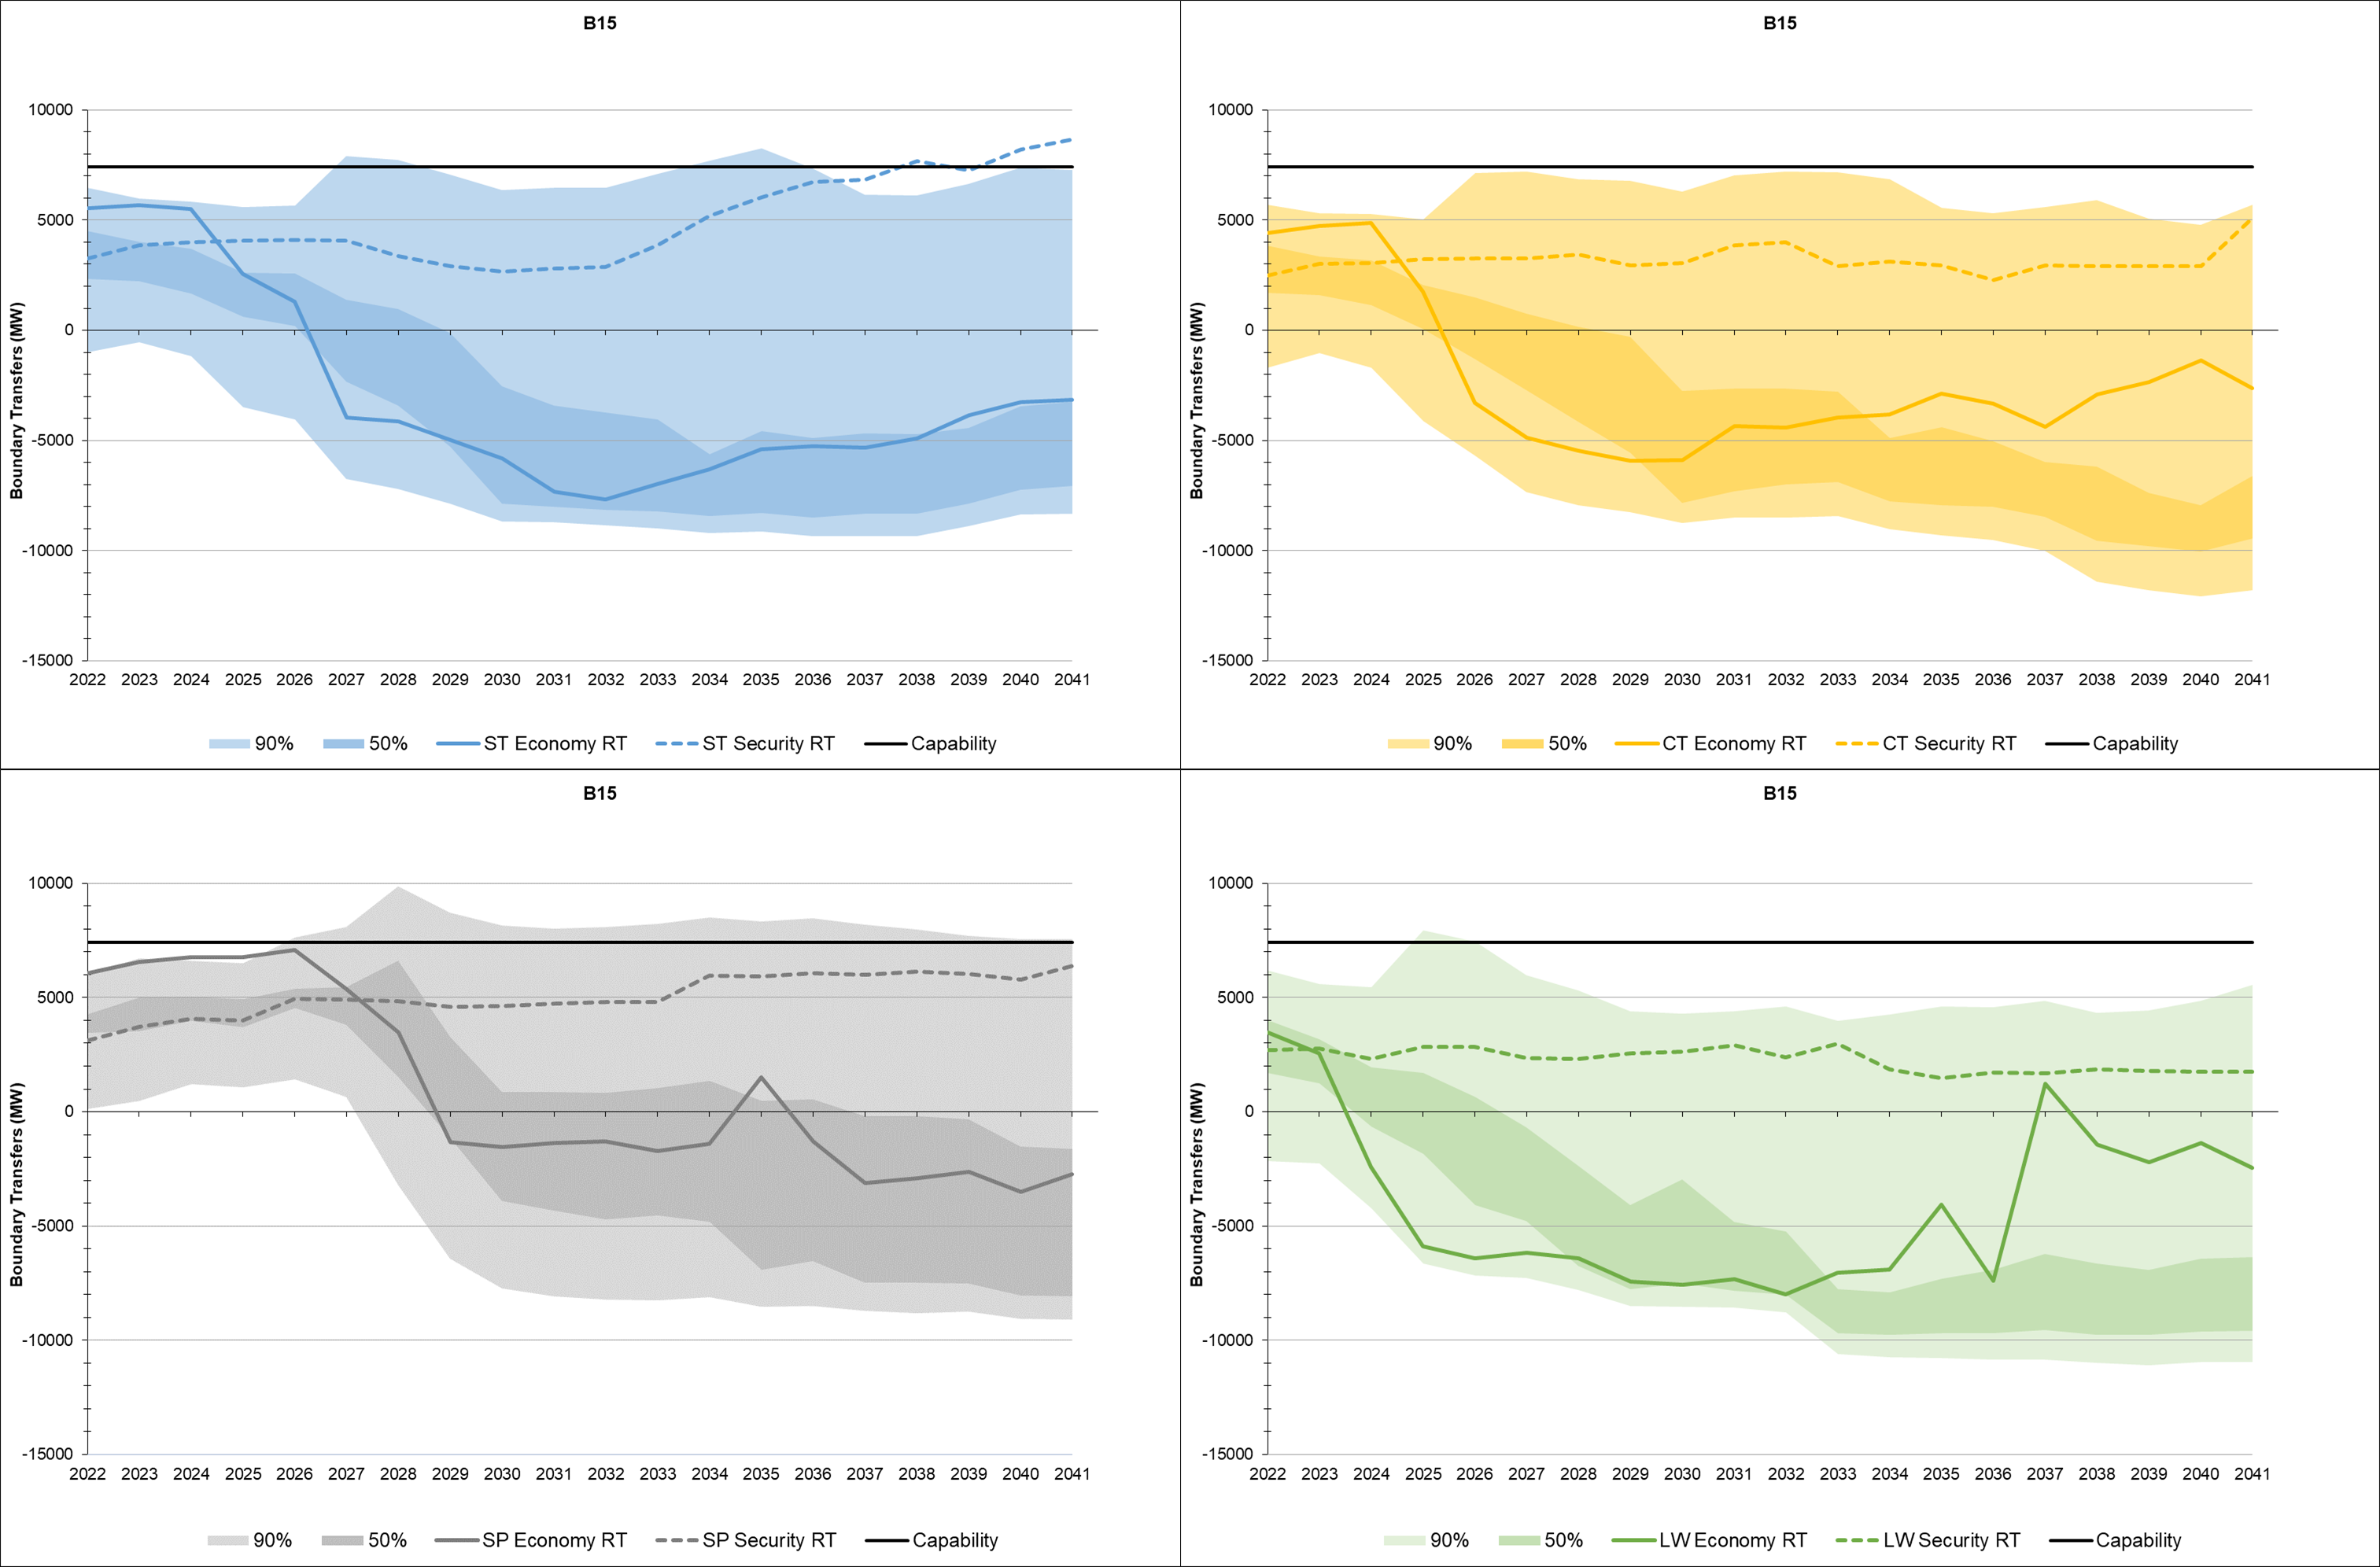 B15
Boundary Transfers (MW)
10000
5000
0
-5000
-10000
-15000
2022 2023 2024 2025 2026 2027 2028 2029 2030 2031 2032 2033 2034 2035 2036 2037 2038 2039 2040 2041
90% 50% ST Economy RT ST Security RT Capability
B15
Boundary Transfers (MW)
10000
5000
0
-5000
-10000
-15000
2022 2023 2024 2025 2026 2027 2028 2029 2030 2031 2032 2033 2034 2035 2036 2037 2038 2039 2040 2041
90% 50% CT Economy RT CT Security RT Capability
B15
Boundary Transfers (MW)
10000
5000
0
-5000
-10000
-15000
2022 2023 2024 2025 2026 2027 2028 2029 2030 2031 2032 2033 2034 2035 2036 2037 2038 2039 2040 2041
90% 50% SP Economy RT SP Security RT Capability
B15
Boundary Transfers (MW)
10000
5000
0
-5000
-10000
-15000
2022 2023 2024 2025 2026 2027 2028 2029 2030 2031 2032 2033 2034 2035 2036 2037 2038 2039 2040 2041
90% 50% LW Economy RT LW Security RT Capability